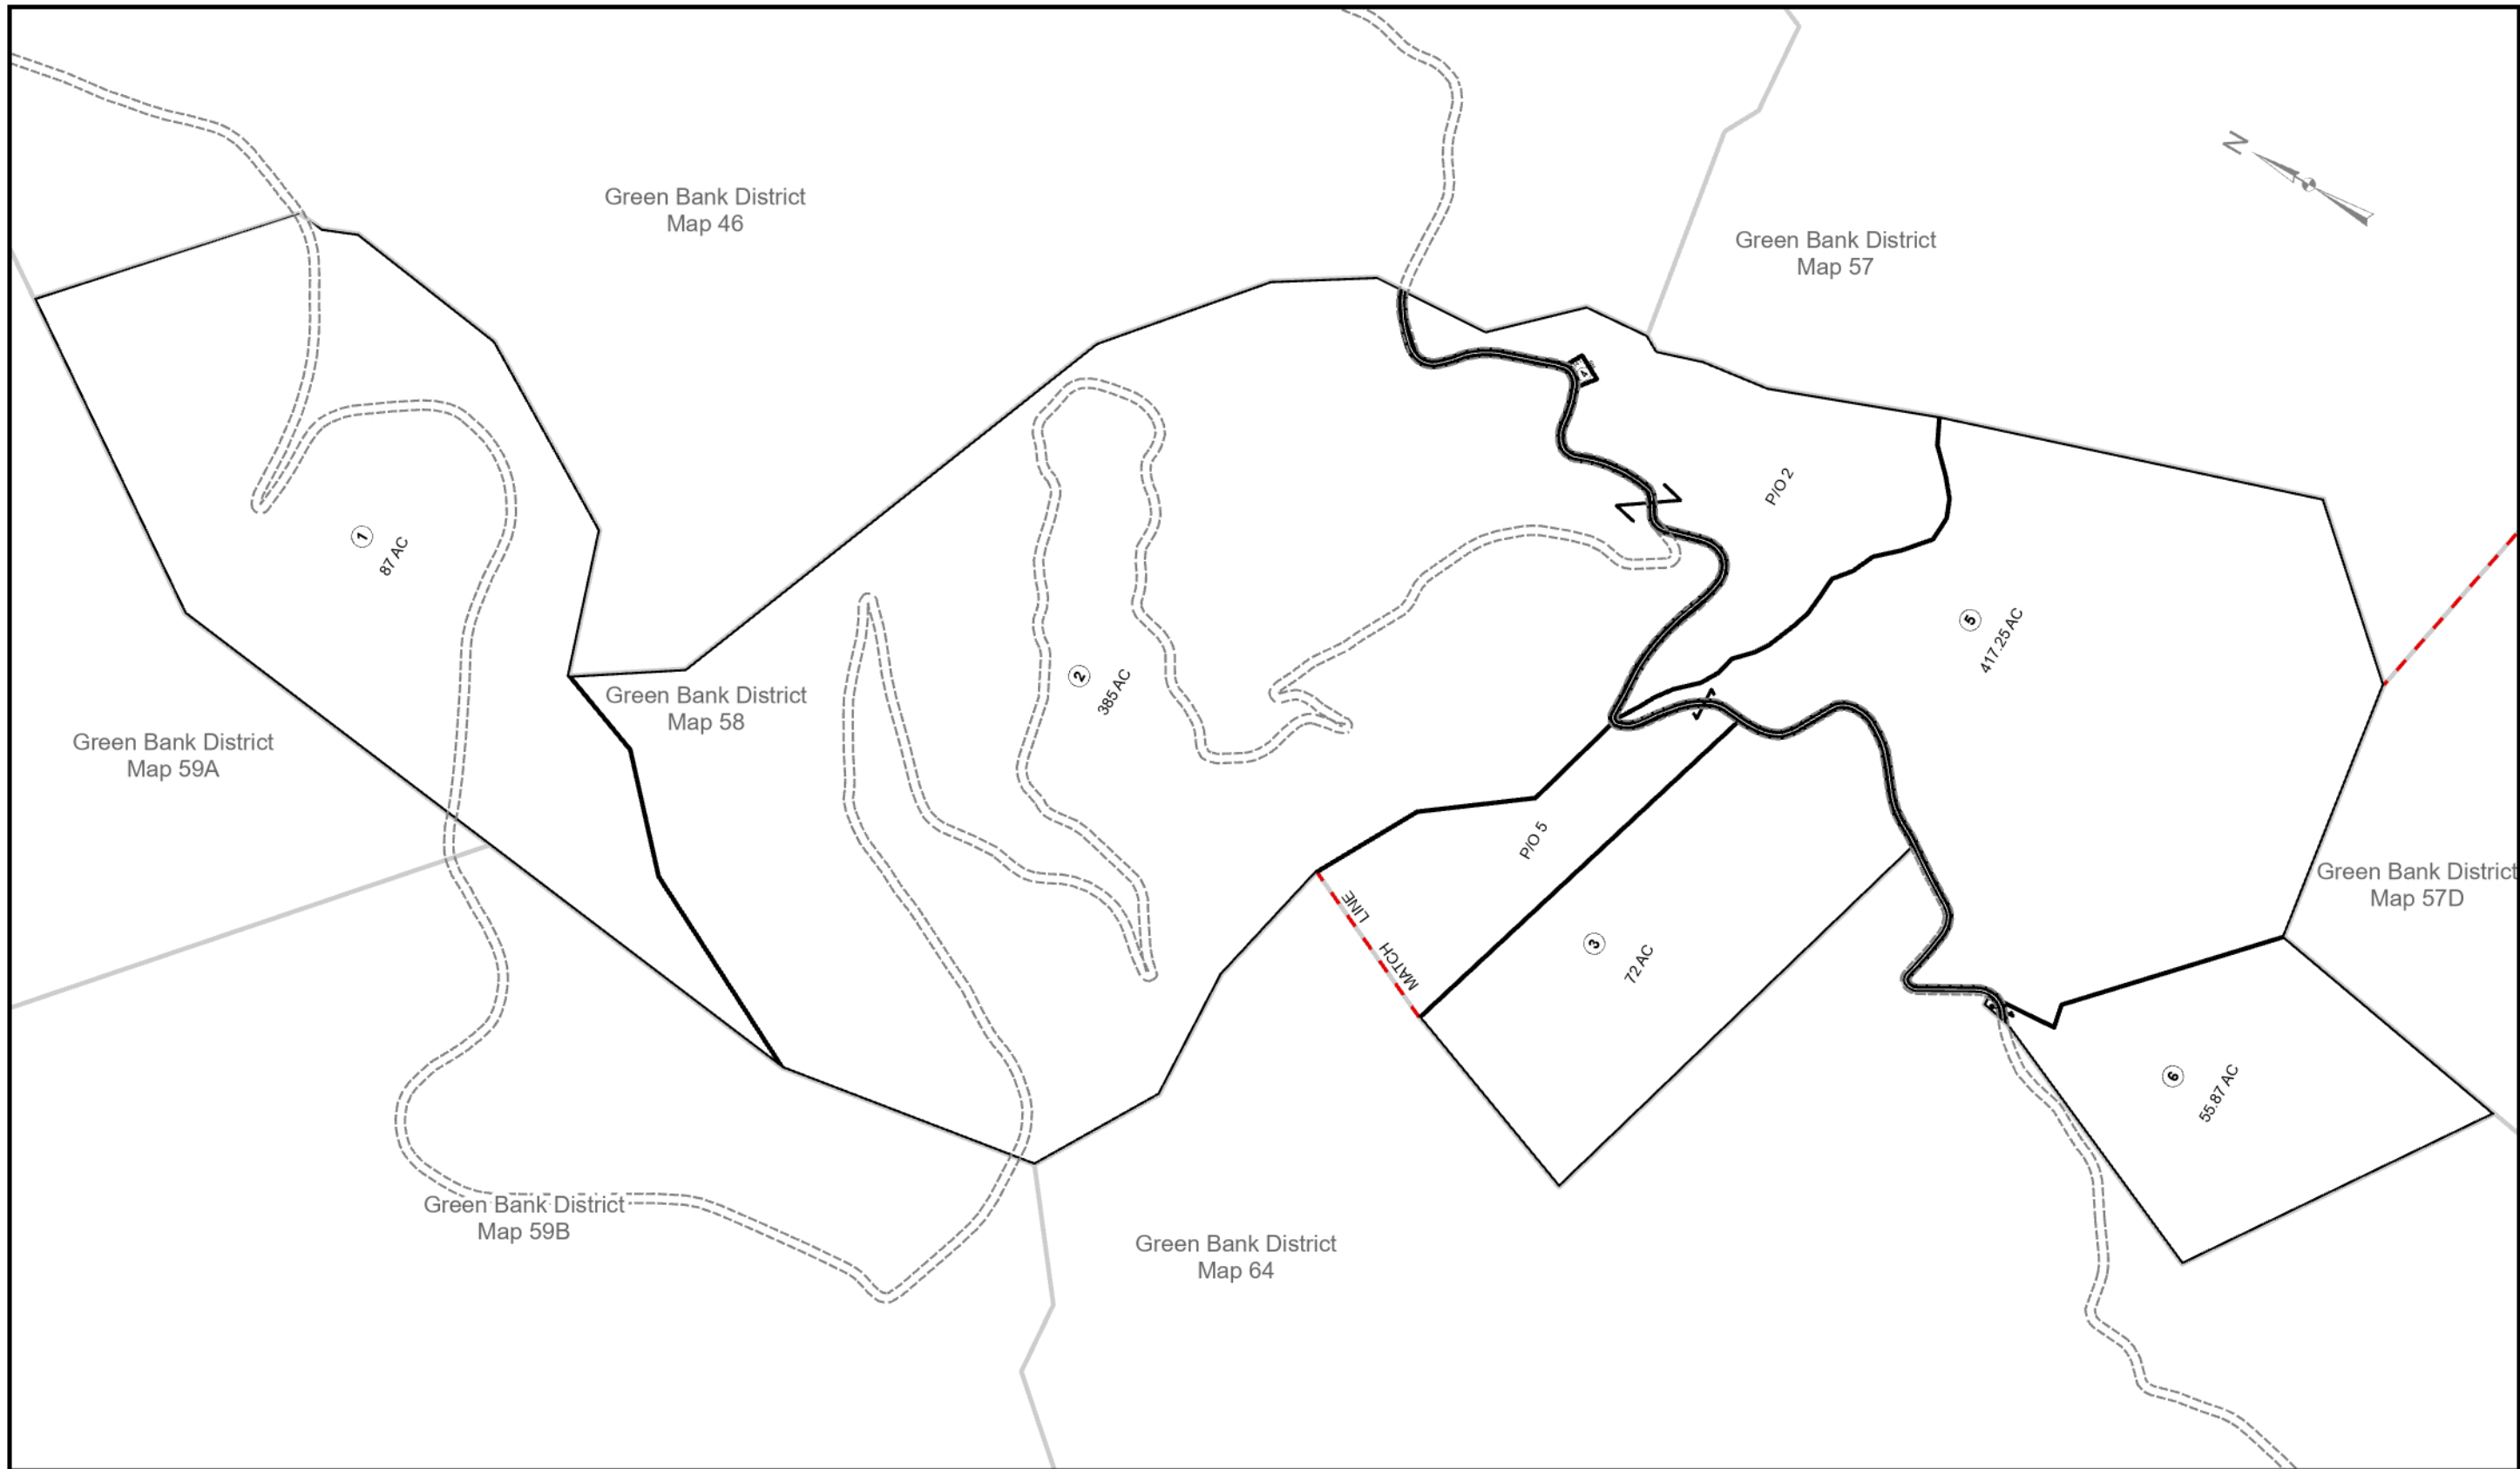 N
Green Bank District
Map 46
Green Bank District
Map 57
4
P/O 2
1
87 AC
5
417.25 AC
2
385 AC
Green Bank District
Map 58
Green Bank District
Map 59A
P/O 5
MATCH LINE
Green Bank District
Map 57D
3
72 AC
6
55.87 AC
Green Bank District
Map 59B
Green Bank District
Map 64